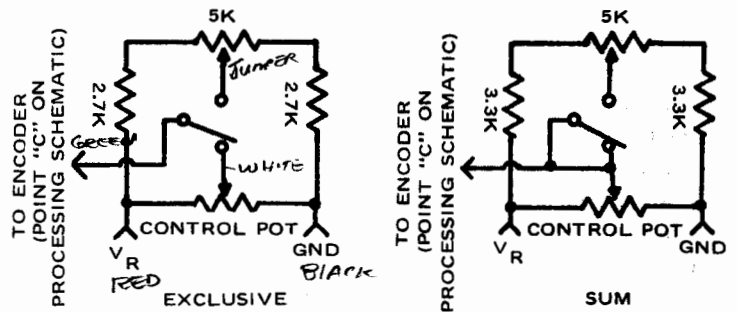 5K
JUMPER
2.7K
2.7K
GREEN
TO ENCODER
(POINT "C" ON
PROCESSING SCHEMATIC)
WHITE
CONTROL POT
VR
RED
GND
BLACK
EXCLUSIVE
5K
3.3K
3.3K
TO ENCODER
(POINT "C" ON
PROCESSING SCHEMATIC)
CONTROL POT
VR
GND
SUM